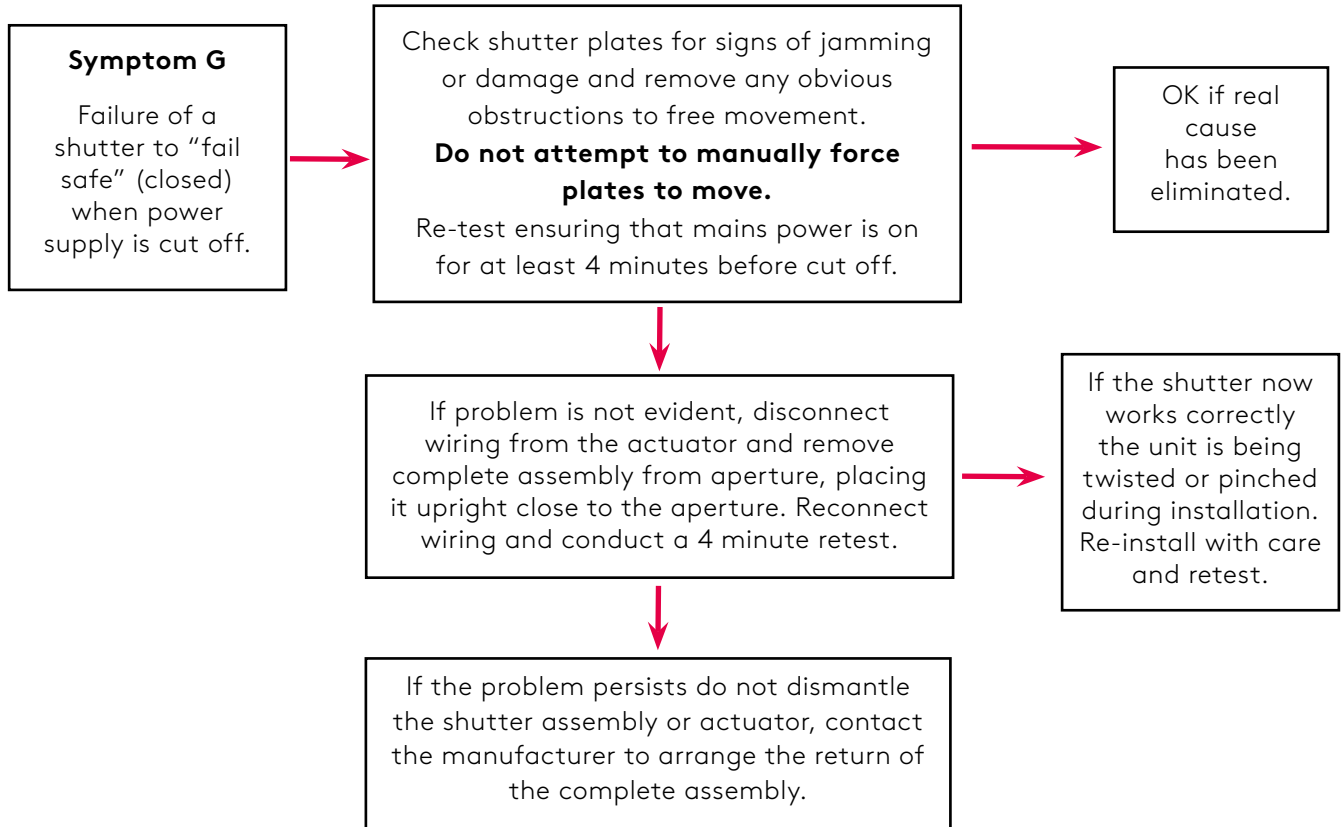 Symptom G
Failure of a
shutter to “fail
safe” (closed)
when power
supply is cut off.
Check shutter plates for signs of jamming
or damage and remove any obvious
obstructions to free movement.
Do not attempt to manually force
plates to move.
Re-test ensuring that mains power is on
for at least 4 minutes before cut off.
OK if real
cause
has been
eliminated.
If problem is not evident, disconnect
wiring from the actuator and remove
complete assembly from aperture, placing
it upright close to the aperture. Reconnect
wiring and conduct a 4 minute retest.
If the shutter now
works correctly
the unit is being
twisted or pinched
during installation.
Re-install with care
and retest.
If the problem persists do not dismantle
the shutter assembly or actuator, contact
the manufacturer to arrange the return of
the complete assembly.